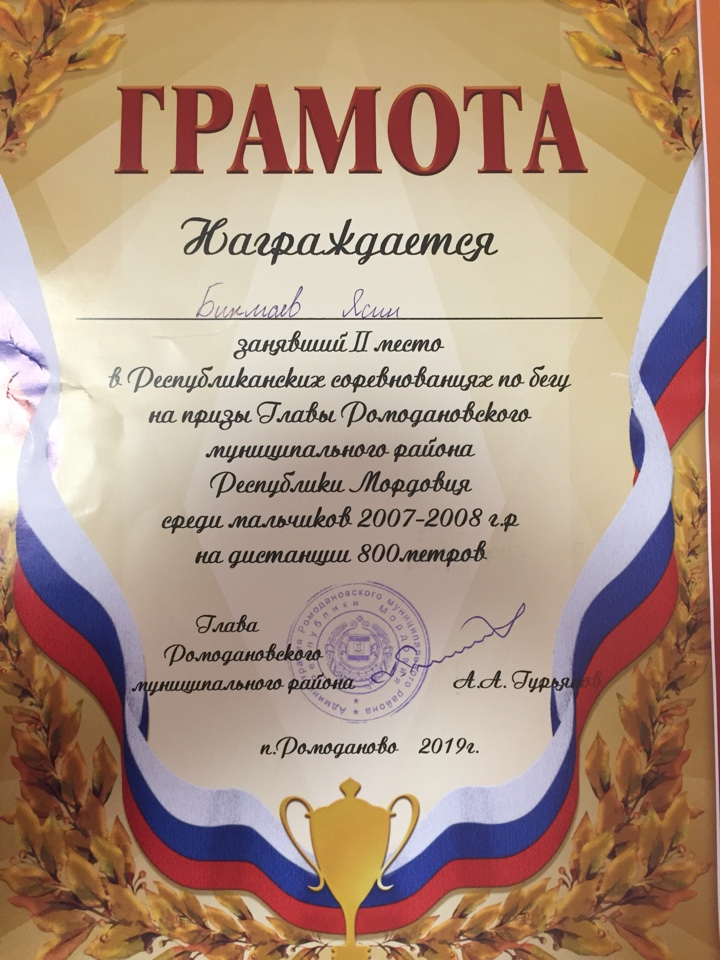 ГРАМОТА
Награждается
Бикмаев Ясин
занявший II место
в Республиканских соревнованиях по бегу
на призы Главы Ромодановского
муниципального района
Республики Мордовия
среди мальчиков 2007-2008 г.р
на дистанции 800метров
Глава
Ромодановского
муниципального района
А.А. Гурьянов
Администрация Ромодановского муниципального района
Республики Мордовия
п.Ромоданово 2019г.